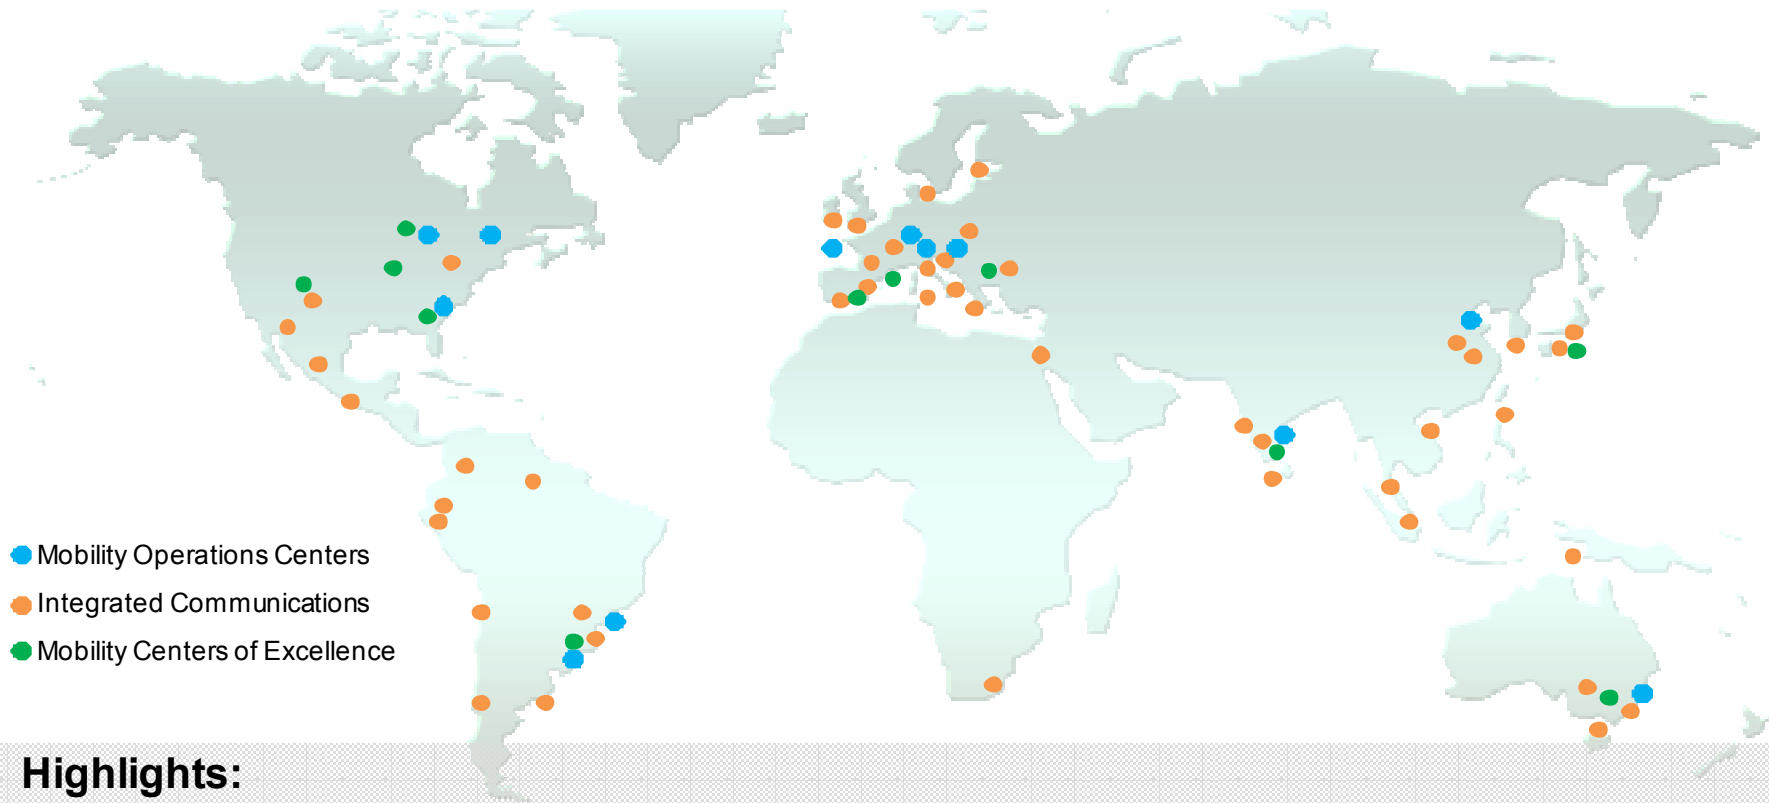 Mobility Operations Centers
Integrated Communications
Mobility Centers of Excellence
Highlights: